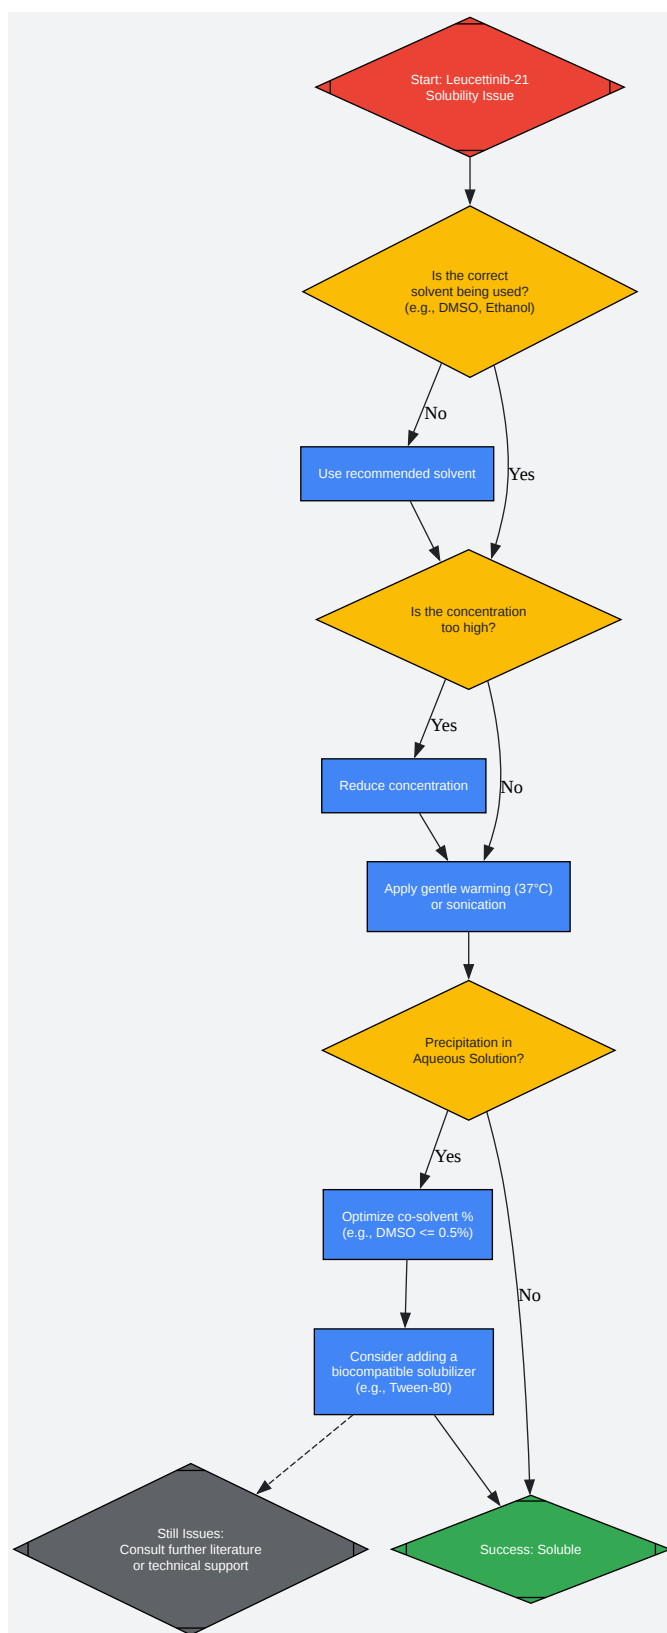 Start: Leucettinib-21
Solubility Issue
Is the correct
solvent being used?
(e.g., DMSO, Ethanol)
No
Use recommended solvent
Yes
Is the concentration
too high?
Yes
Reduce concentration
No
Apply gentle warming (37°C)
or sonication
Precipitation in
Aqueous Solution?
Yes
Optimize co-solvent %
(e.g., DMSO <= 0.5%)
No
Consider adding a
biocompatible solubilizer
(e.g., Tween-80)
Still Issues:
Consult further literature
or technical support
Success: Soluble